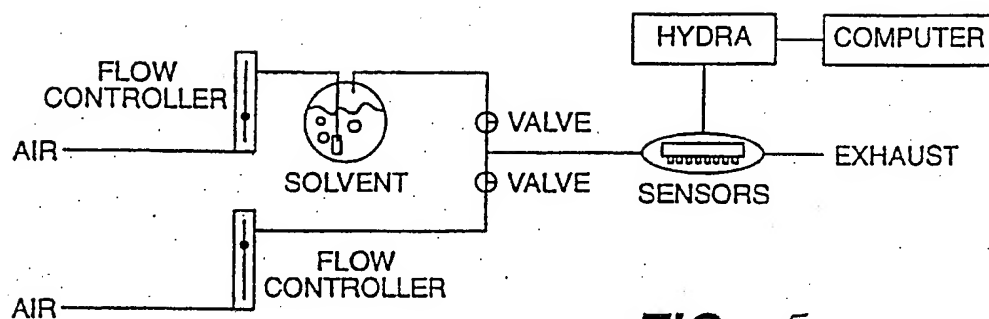 HYDRA
COMPUTER
FLOW
CONTROLLER
AIR
SOLVENT
VALVE
VALVE
SENSORS
EXHAUST
FLOW
CONTROLLER
AIR